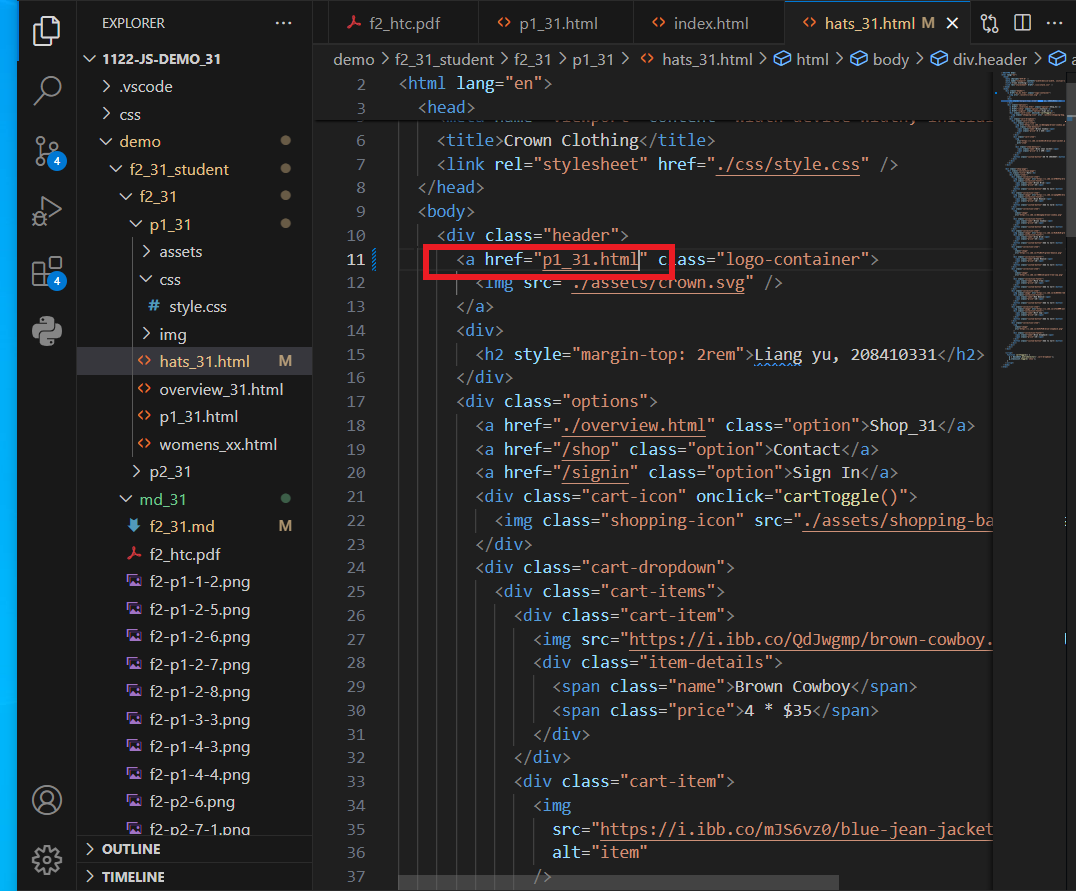 EXPLORER
1122-JS-DEMO_31
.vscode
css
demo
f2_31_student
f2_31
p1_31
assets
css
# style.css
img
hats_31.html M
overview_31.html
p1_31.html
womens_xx.html
p2_31
md_31
f2_31.md M
f2_htc.pdf
f2-p1-1-2.png
f2-p1-2-5.png
f2-p1-2-6.png
f2-p1-2-7.png
f2-p1-2-8.png
f2-p1-3-3.png
f2-p1-4-3.png
f2-p1-4-4.png
f2-p2-6.png
f2-p2-7-1.png
OUTLINE
TIMELINE
4
4
f2_htc.pdf p1_31.html index.html hats_31.html M
demo > f2_31_student > f2_31 > p1_31 > hats_31.html > html > body > div.header > a
2 <html lang="en">
3 <head>
6 <title>Crown Clothing</title>
7 <link rel="stylesheet" href="./css/style.css" />
8 </head>
9 <body>
10 <div class="header">
11 <a href="p1_31.html" class="logo-container">
12 <img src="./assets/crown.svg" />
13 </a>
14 <div>
15 <h2 style="margin-top: 2rem">Liang yu, 208410331</h2>
16 </div>
17 <div class="options">
18 <a href="./overview.html" class="option">Shop_31</a>
19 <a href="/shop" class="option">Contact</a>
20 <a href="/signin" class="option">Sign In</a>
21 <div class="cart-icon" onclick="cartToggle()">
22 <img class="shopping-icon" src="./assets/shopping-ba
23 </div>
24 <div class="cart-dropdown">
25 <div class="cart-items">
26 <div class="cart-item">
27 <img src="https://i.ibb.co/QdJwgmp/brown-cowboy.
28 <div class="item-details">
29 <span class="name">Brown Cowboy</span>
30 <span class="price">4 * $35</span>
31 </div>
32 </div>
33 <div class="cart-item">
34 <img
35 src="https://i.ibb.co/mJS6vz0/blue-jean-jacket
36 alt="item"
37 />